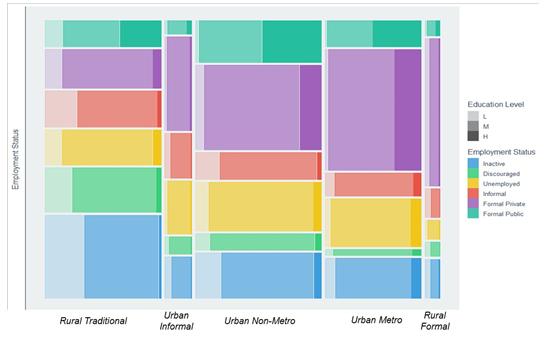 Employment Status
Education Level
L
M
H
Employment Status
Inactive
Discouraged
Unemployed
Informal
Formal Private
Formal Public
Rural Traditional
Urban
Informal
Urban Non-Metro
Urban Metro
Rural
Formal